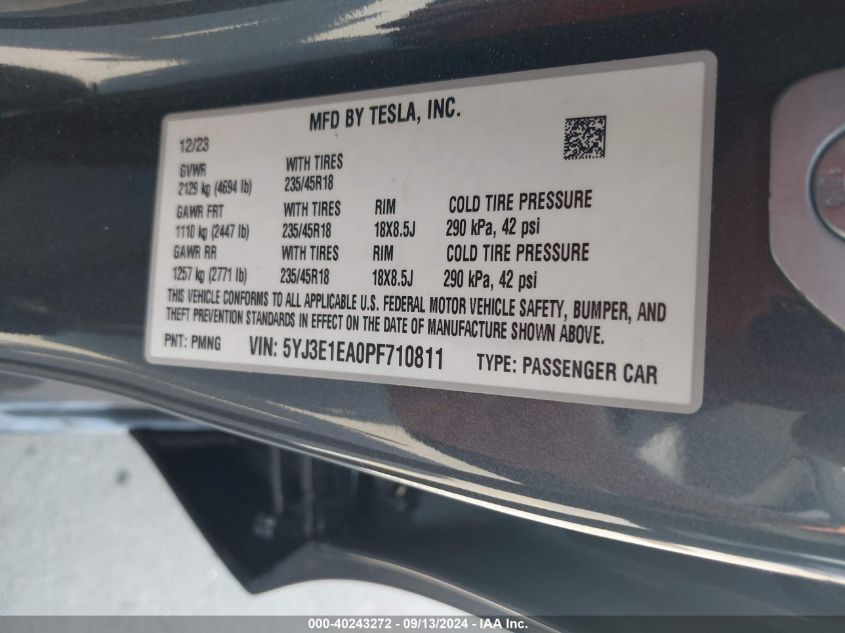 MFD BY TESLA, INC.
12/23
GVWR WITH TIRES
2129 kg (4694 lb) 235/45R18
GAWR FRT WITH TIRES RIM COLD TIRE PRESSURE
1110 kg (2447 lb) 235/45R18 18X8.5J 290 kPa, 42 psi
GAWR RR WITH TIRES RIM COLD TIRE PRESSURE
1257 kg (2771 lb) 235/45R18 18X8.5J 290 kPa, 42 psi
THIS VEHICLE CONFORMS TO ALL APPLICABLE U.S. FEDERAL MOTOR VEHICLE SAFETY, BUMPER, AND
THEFT PREVENTION STANDARDS IN EFFECT ON THE DATE OF MANUFACTURE SHOWN ABOVE.
PNT: PMNG VIN: 5YJ3E1EA0PF710811 TYPE: PASSENGER CAR
000-40243272 - 09/13/2024 - IAA Inc.